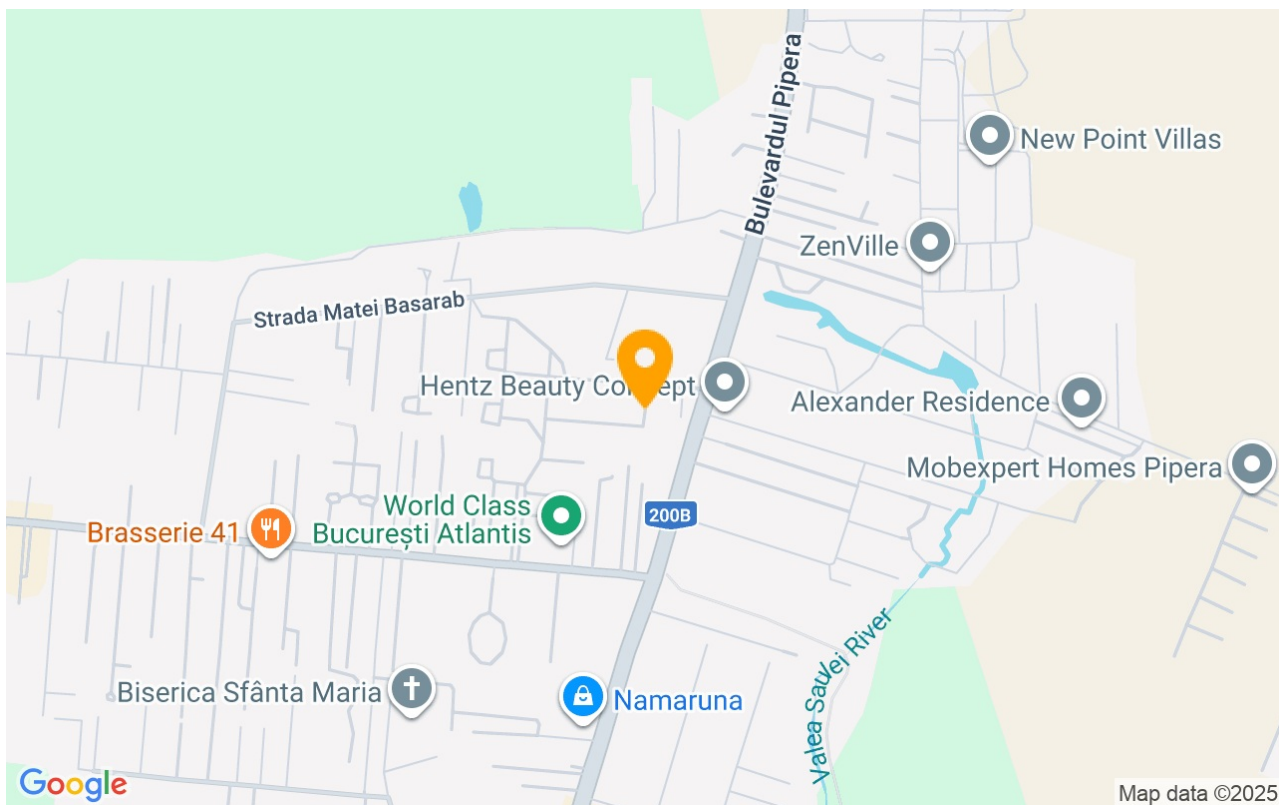 Bulevardul Pipera
New Point Villas
ZenVille
Strada Matei Basarab
Hentz Beauty Concept
Alexander Residence
Mobexpert Homes Pipera
World Class
București Atlantis
200B
Brasserie 41
Valea Saulei River
Biserica Sfânta Maria
Namaruna
Google
Map data ©2025